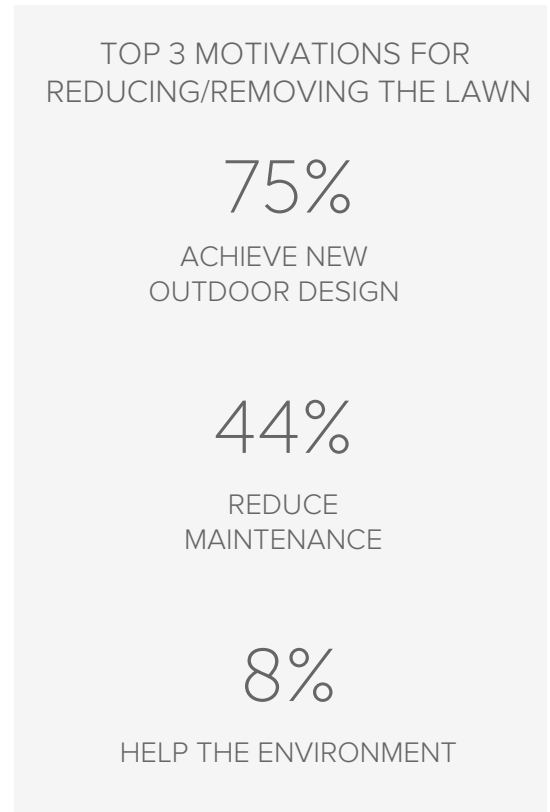 TOP 3 MOTIVATIONS FOR
REDUCING/REMOVING THE LAWN
75%
ACHIEVE NEW
OUTDOOR DESIGN
44%
REDUCE
MAINTENANCE
8%
HELP THE ENVIRONMENT